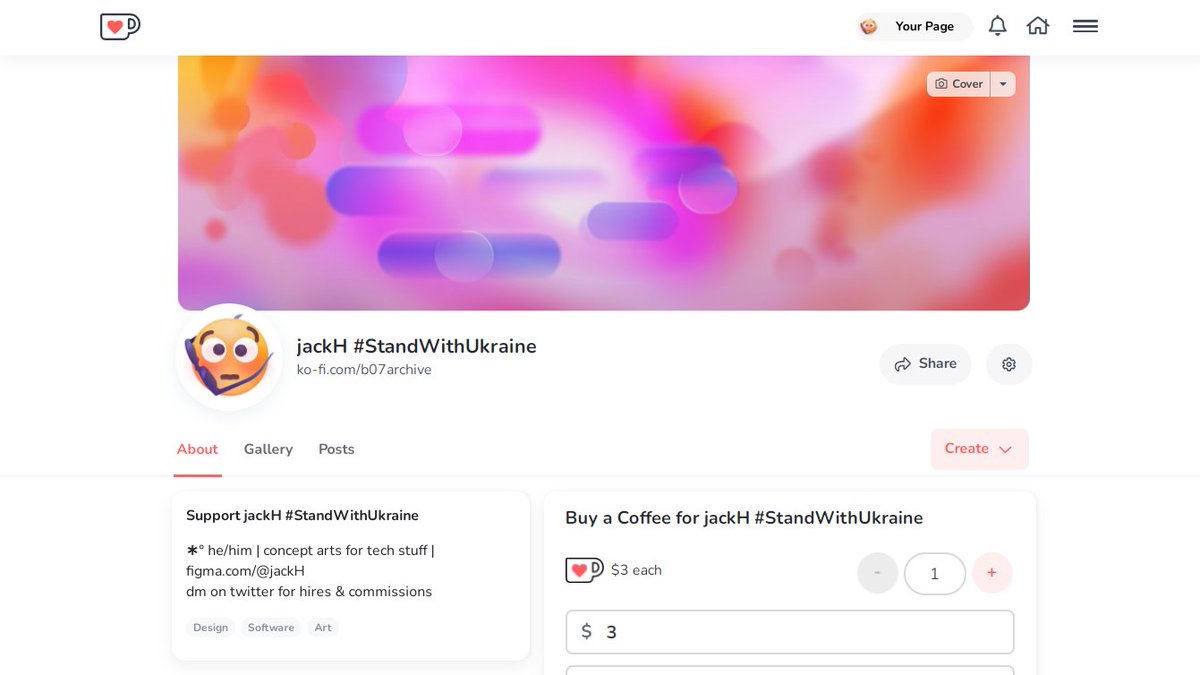 D
Your Page
Cover
jackH #StandWithUkraine
ko-fi.com/b07archive
Share
About Gallery Posts
Create
Support jackH #StandWithUkraine
∗° he/him | concept arts for tech stuff |
figma.com/@jackH
dm on twitter for hires & commissions
Design Software Art
Buy a Coffee for jackH #StandWithUkraine
D $3 each
- 1 +
$ 3